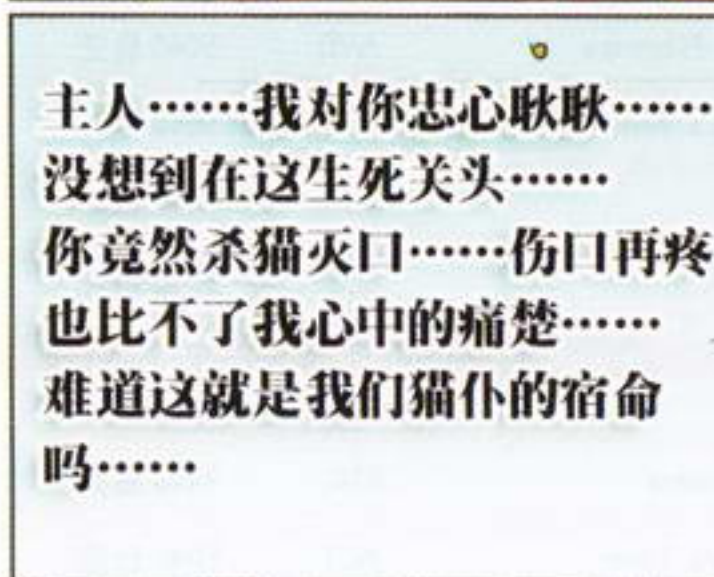 主人……我对你忠心耿耿……
没想到在这生死关头……
你竟然杀猫灭口……伤口再疼
也比不了我心中的痛楚……
难道这就是我们猫仆的宿命
吗……